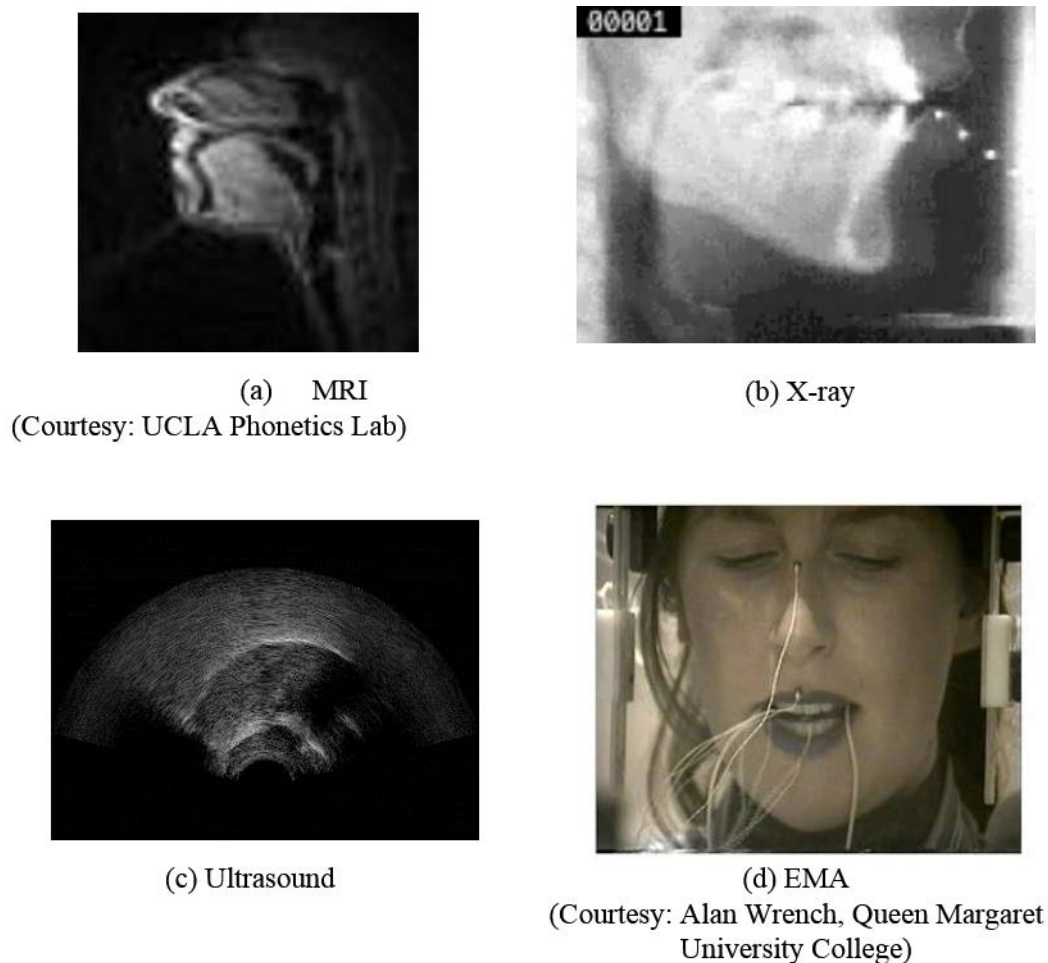 00001
(a) MRI
(Courtesy: UCLA Phonetics Lab)
(b) X-ray
(c) Ultrasound
(d) EMA
(Courtesy: Alan Wrench, Queen Margaret
University College)